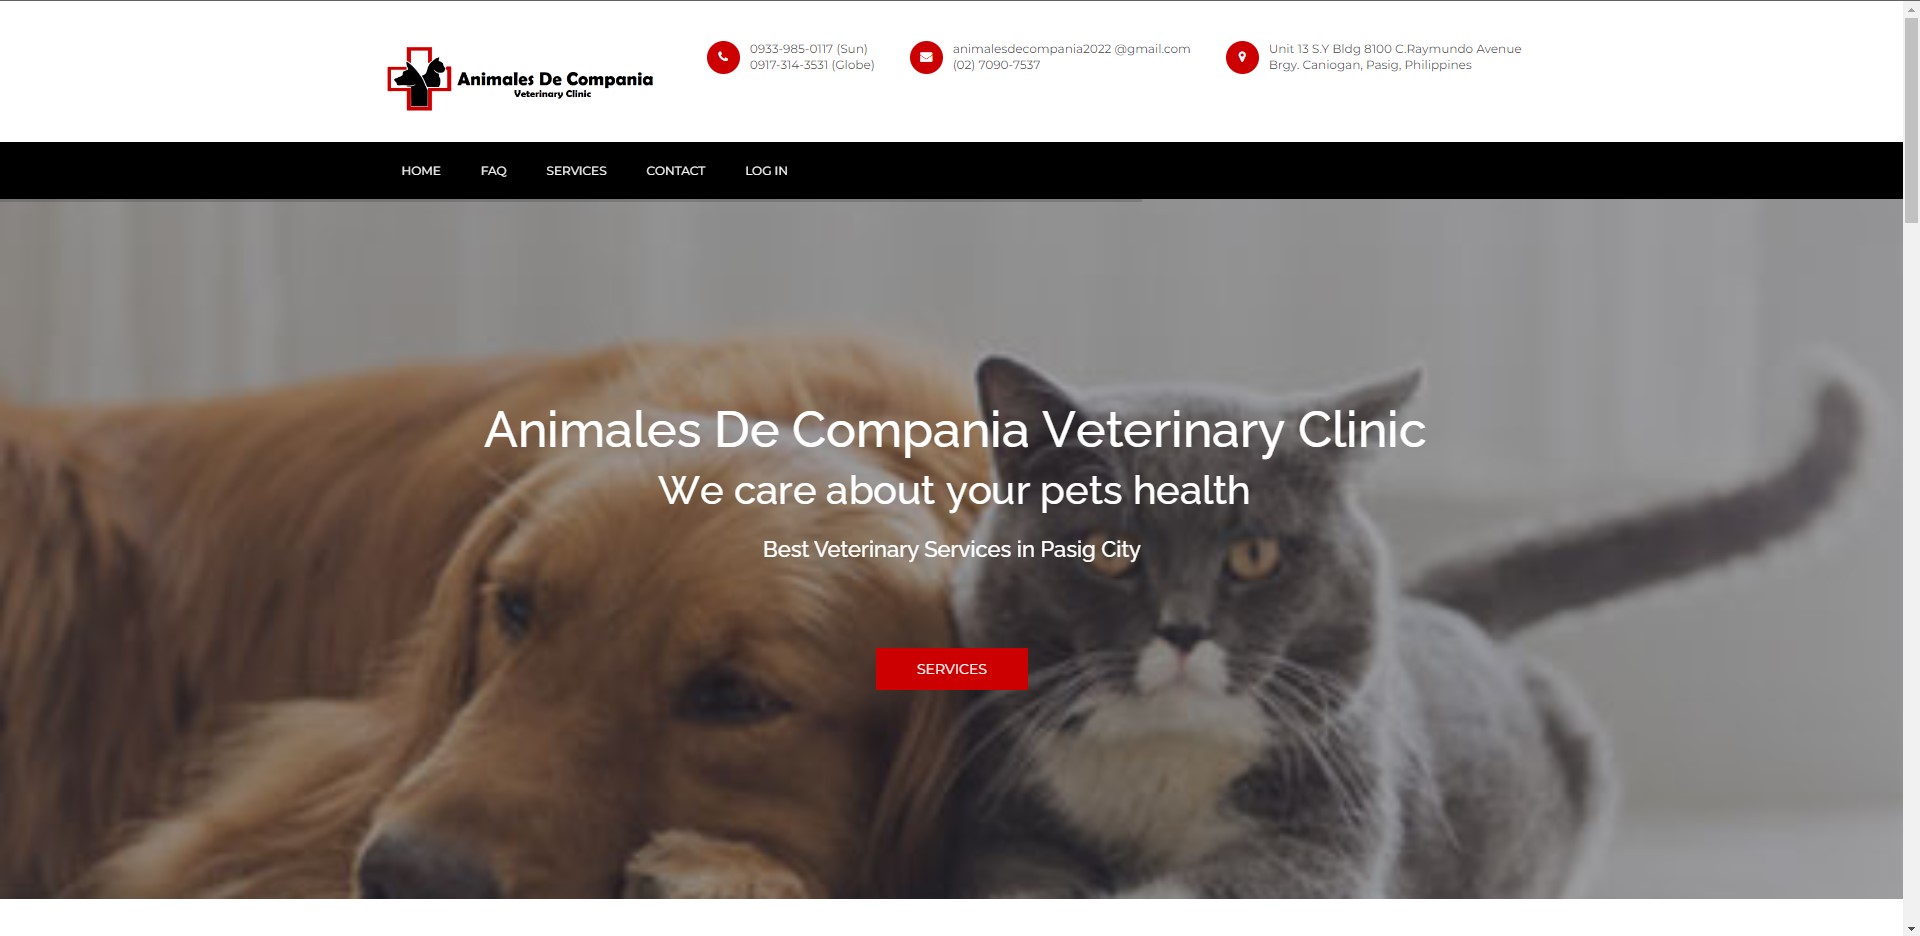 Animales De Compania
Veterinary Clinic
0933-985-0117 (Sun)
0917-314-3531 (Globe)
animalesdecompania2022 @gmail.com
(02) 7090-7537
Unit 13 S.Y Bldg 8100 C.Raymundo Avenue
Brgy. Caniogan, Pasig, Philippines
HOME FAQ SERVICES CONTACT LOG IN
Animales De Compania Veterinary Clinic
We care about your pets health
Best Veterinary Services in Pasig City
SERVICES